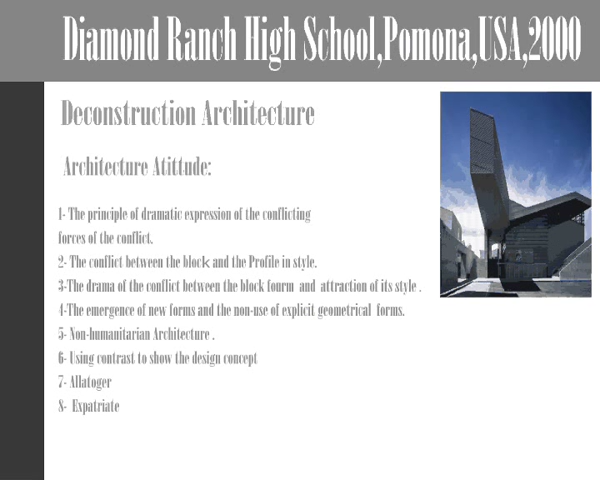 Diamond Ranch High School,Pomona,USA,2000
Deconstruction Architecture
Architecture Atittude:
1- The principle of dramatic expression of the conflicting
forces of the conflict.
2- The conflict between the block and the Profile in style.
3-The drama of the conflict between the block fourm and attraction of its style .
4-The emergence of new forms and the non-use of explicit geometrical forms.
5- Non-humanitarian Architecture .
6- Using contrast to show the design concept
7- Allatoger
8- Expatriate